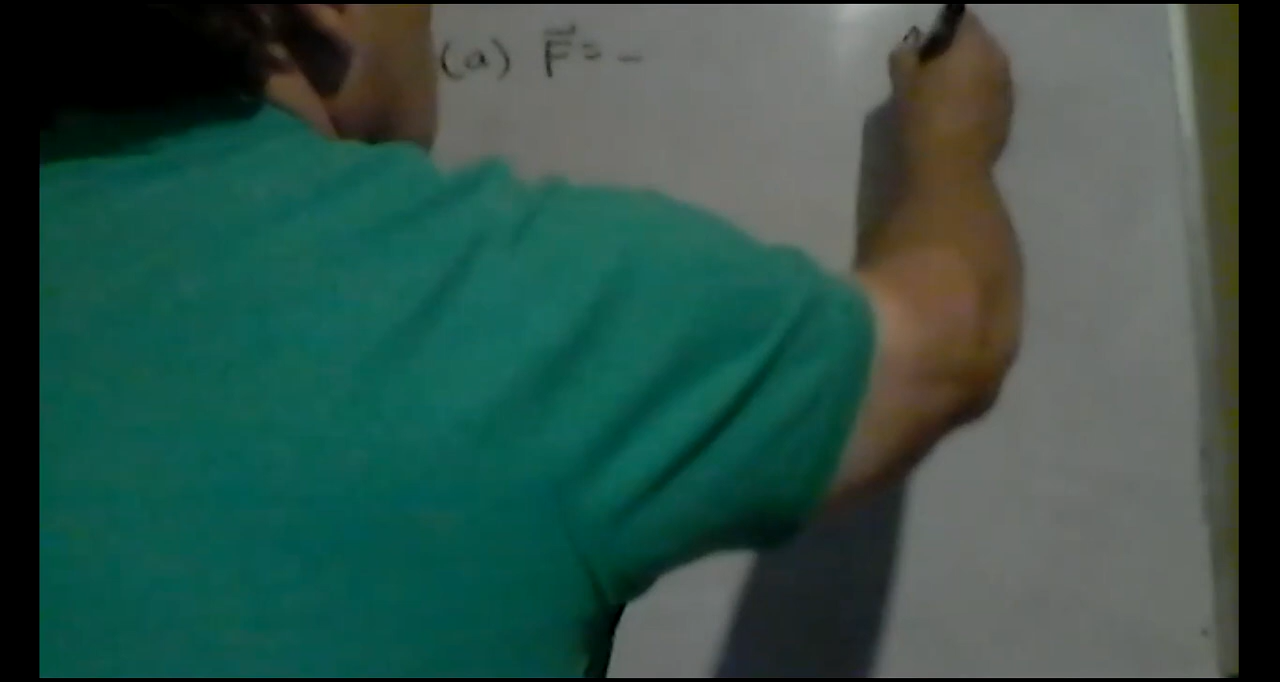 (a) F⃗ = -